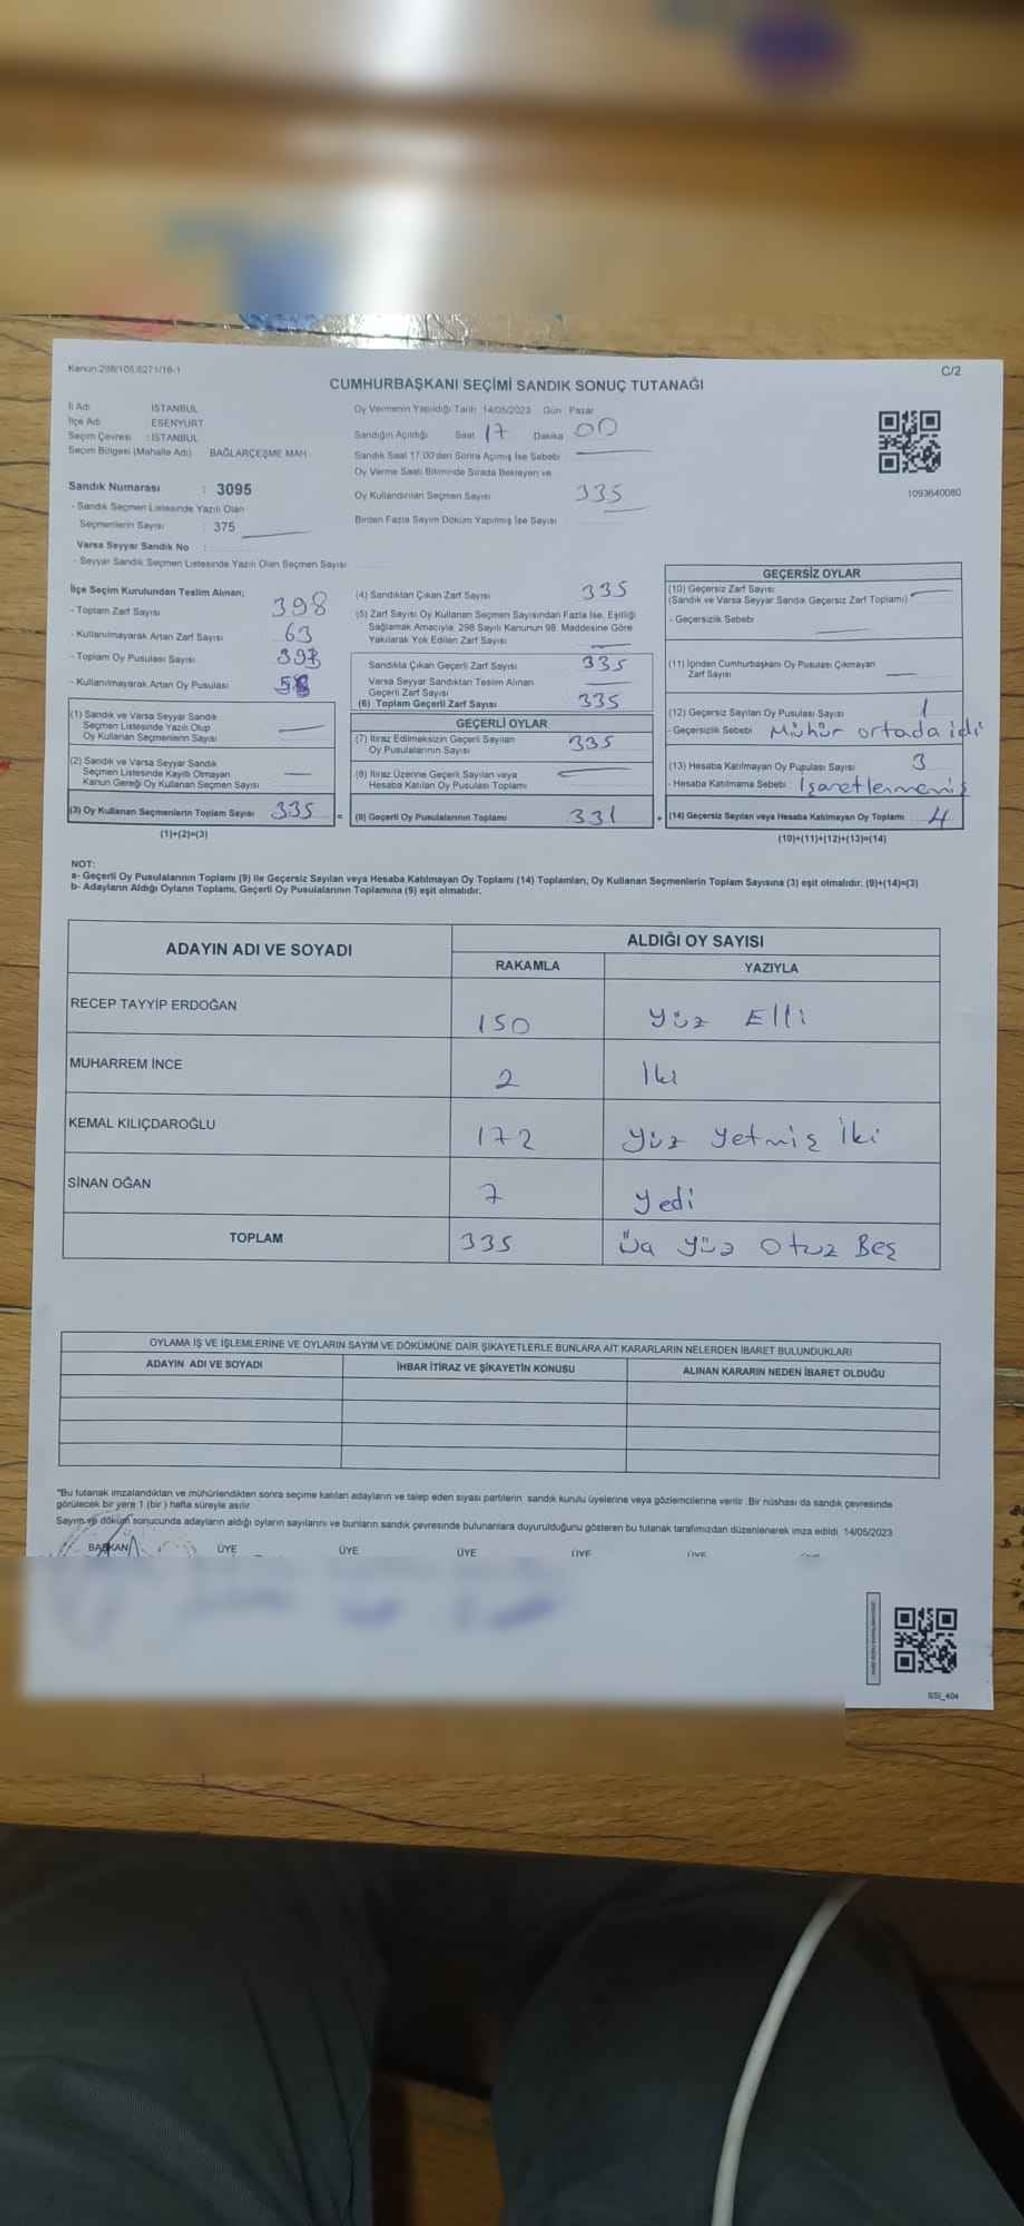 Kanun:298/105,6271/16-1
C/2
CUMHURBAŞKANI SEÇİMİ SANDIK SONUÇ TUTANAĞI
İl Adı İSTANBUL
İlçe Adı ESENYURT
Seçim Çevresi : İSTANBUL
Seçim Bölgesi (Mahalle Adı) BAĞLARÇEŞME MAH
Sandık Numarası : 3095
- Sandık Seçmen Listesinde Yazılı Olan
Seçmenlerin Sayısı : 375
Varsa Seyyar Sandık No :
- Seyyar Sandık Seçmen Listesinde Yazılı Olan Seçmen Sayısı
Oy Vermenin Yapıldığı Tarih 14/05/2023 Gün Pazar
Sandığın Açıldığı Saat 17 Dakika 00
Sandık Saat 17.00'den Sonra Açılmış İse Sebebi
Oy Verme Saati Bitiminde Sırada Bekleyen ve
Oy Kullandırılan Seçmen Sayısı 335
Birden Fazla Sayım Döküm Yapılmış İse Sayısı
1093640080
İlçe Seçim Kurulundan Teslim Alınan;
- Toplam Zarf Sayısı 398
- Kullanılmayarak Artan Zarf Sayısı 63
- Toplam Oy Pusulası Sayısı
- Kullanılmayarak Artan Oy Pusulası
(1) Sandık ve Varsa Seyyar Sandık
Seçmen Listesinde Yazılı Olup
Oy Kullanan Seçmenlerin Sayısı
(2) Sandık ve Varsa Seyyar Sandık
Seçmen Listesinde Kayıtlı Olmayan
Kanun Gereği Oy Kullanan Seçmen Sayısı
(3) Oy Kullanan Seçmenlerin Toplam Sayısı 335
(1)+(2)=(3)
(4) Sandıktan Çıkan Zarf Sayısı 335
(5) Zarf Sayısı Oy Kullanan Seçmen Sayısından Fazla İse, Eşitliği
Sağlamak Amacıyla, 298 Sayılı Kanunun 98. Maddesine Göre
Yakılarak Yok Edilen Zarf Sayısı
Sandıkta Çıkan Geçerli Zarf Sayısı 335
Varsa Seyyar Sandıktan Teslim Alınan
Geçerli Zarf Sayısı
(6) Toplam Geçerli Zarf Sayısı 335
GEÇERLİ OYLAR
(7) İtiraz Edilmeksizin Geçerli Sayılan
Oy Pusulalarının Sayısı 335
(8) İtiraz Üzerine Geçerli Sayılan veya
Hesaba Katılan Oy Pusulası Toplamı
= (9) Geçerli Oy Pusulalarının Toplamı 331
GEÇERSİZ OYLAR
(10) Geçersiz Zarf Sayısı
(Sandık ve Varsa Seyyar Sandık Geçersiz Zarf Toplamı)
- Geçersizlik Sebebi
(11) İçinden Cumhurbaşkanı Oy Pusulası Çıkmayan
Zarf Sayısı
(12) Geçersiz Sayılan Oy Pusulası Sayısı 1
- Geçersizlik Sebebi Mühür ortada idi
(13) Hesaba Katılmayan Oy Pusulası Sayısı 3
- Hesaba Katılmama Sebebi İşaretlenmemiş
+ (14) Geçersiz Sayılan veya Hesaba Katılmayan Oy Toplamı 4
(10)+(11)+(12)+(13)=(14)
NOT:
a- Geçerli Oy Pusulalarının Toplamı (9) ile Geçersiz Sayılan veya Hesaba Katılmayan Oy Toplamı (14) Toplamları, Oy Kullanan Seçmenlerin Toplam Sayısına (3) eşit olmalıdır. (9)+(14)=(3)
b- Adayların Aldığı Oyların Toplamı, Geçerli Oy Pusulalarının Toplamına (9) eşit olmalıdır.
ADAYIN ADI VE SOYADI ALDIĞI OY SAYISI
RAKAMLA YAZIYLA
RECEP TAYYİP ERDOĞAN 150 Yüz Elli
MUHARREM İNCE 2 İki
KEMAL KILIÇDAROĞLU 172 Yüz Yetmiş İki
SİNAN OĞAN 7 Yedi
TOPLAM 335 yüz Otuz Beş
OYLAMA İŞ VE İŞLEMLERİNE VE OYLARIN SAYIM VE DÖKÜMÜNE DAİR ŞİKAYETLERLE BUNLARA AİT KARARLARIN NELERDEN İBARET BULUNDUKLARI
ADAYIN ADI VE SOYADI İHBAR İTİRAZ VE ŞİKAYETİN KONUSU ALINAN KARARIN NEDEN İBARET OLDUĞU
*Bu tutanak imzalandıktan ve mühürlendikten sonra seçime katılan adayların ve talep eden siyasi partilerin sandık kurulu üyelerine veya gözlemcilerine verilir. Bir nüshası da sandık çevresinde
görülecek bir yere 1 (bir) hafta süreyle asılır
Sayım ve döküm sonucunda adayların aldığı oyların sayılarını ve bunların sandık çevresinde bulunanlara duyurulduğunu gösteren bu tutanak tarafımızdan düzenlenerek imza edildi. 14/05/2023
BAŞKAN ÜYE ÜYE ÜYE ÜYE ÜYE
SSI_404